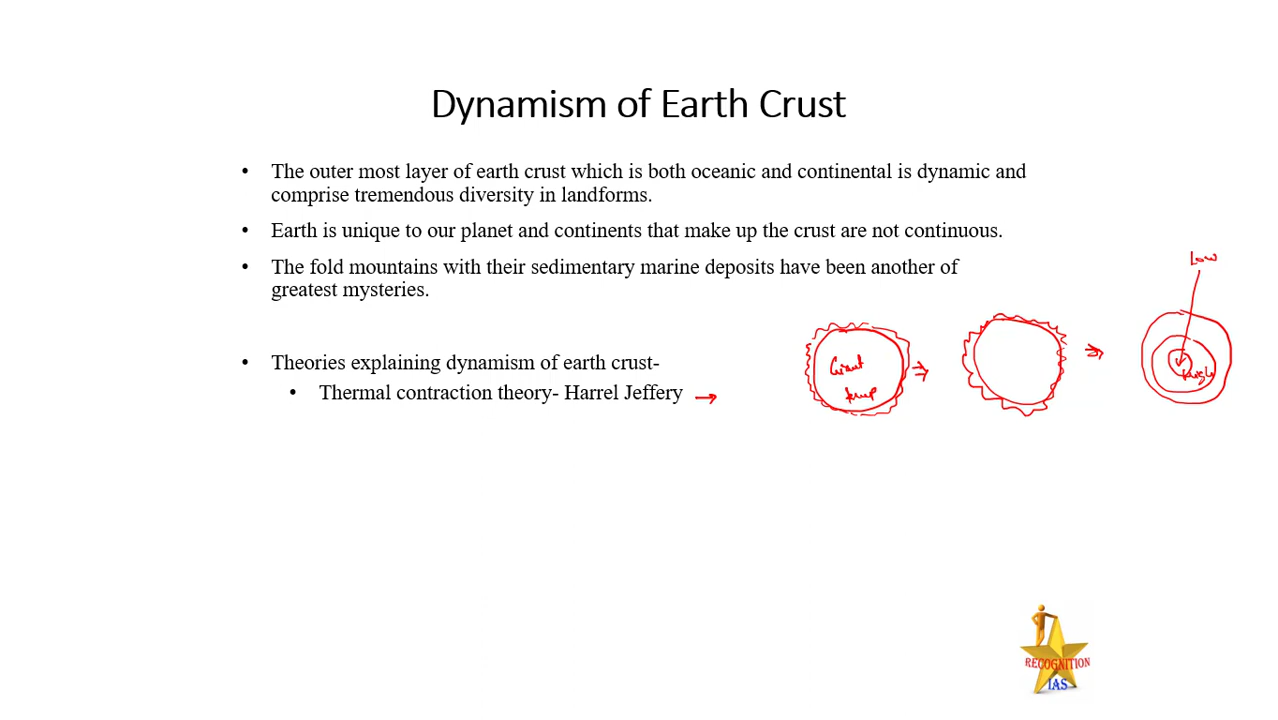 Dynamism of Earth Crust
• The outer most layer of earth crust which is both oceanic and continental is dynamic and
comprise tremendous diversity in landforms.
• Earth is unique to our planet and continents that make up the crust are not continuous.
• The fold mountains with their sedimentary marine deposits have been another of
greatest mysteries.
Low
• Theories explaining dynamism of earth crust-
• Thermal contraction theory- Harrel Jeffery
High
RECOGNITION
IAS